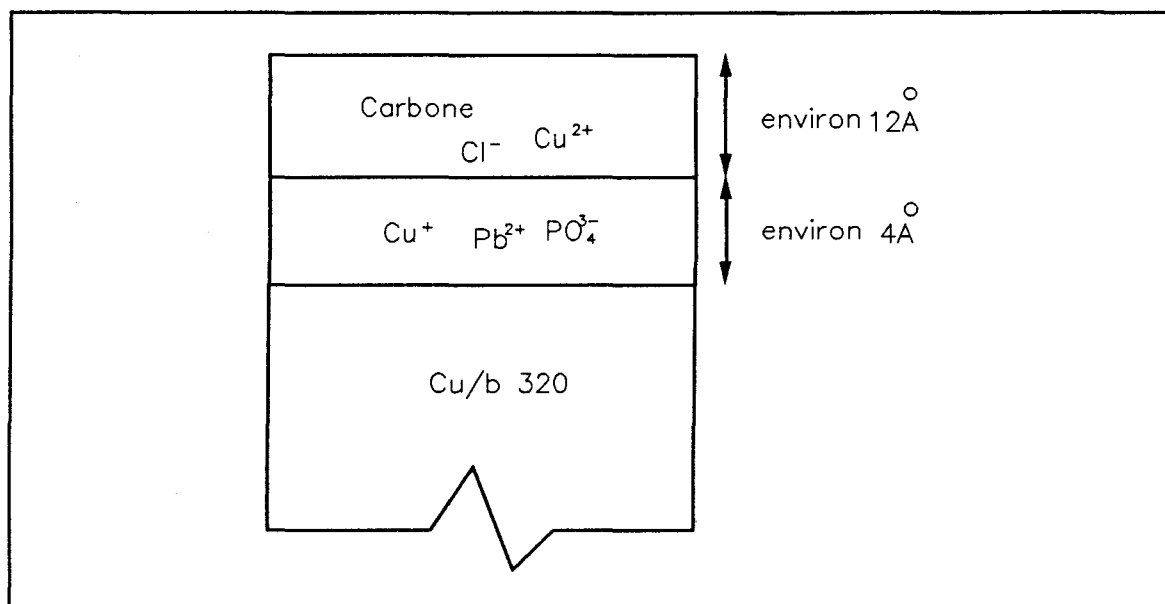 Carbone
Cl⁻ Cu²⁺
environ 12Å
Cu⁺ Pb²⁺ PO₄³⁻
environ 4Å
Cu/b 320